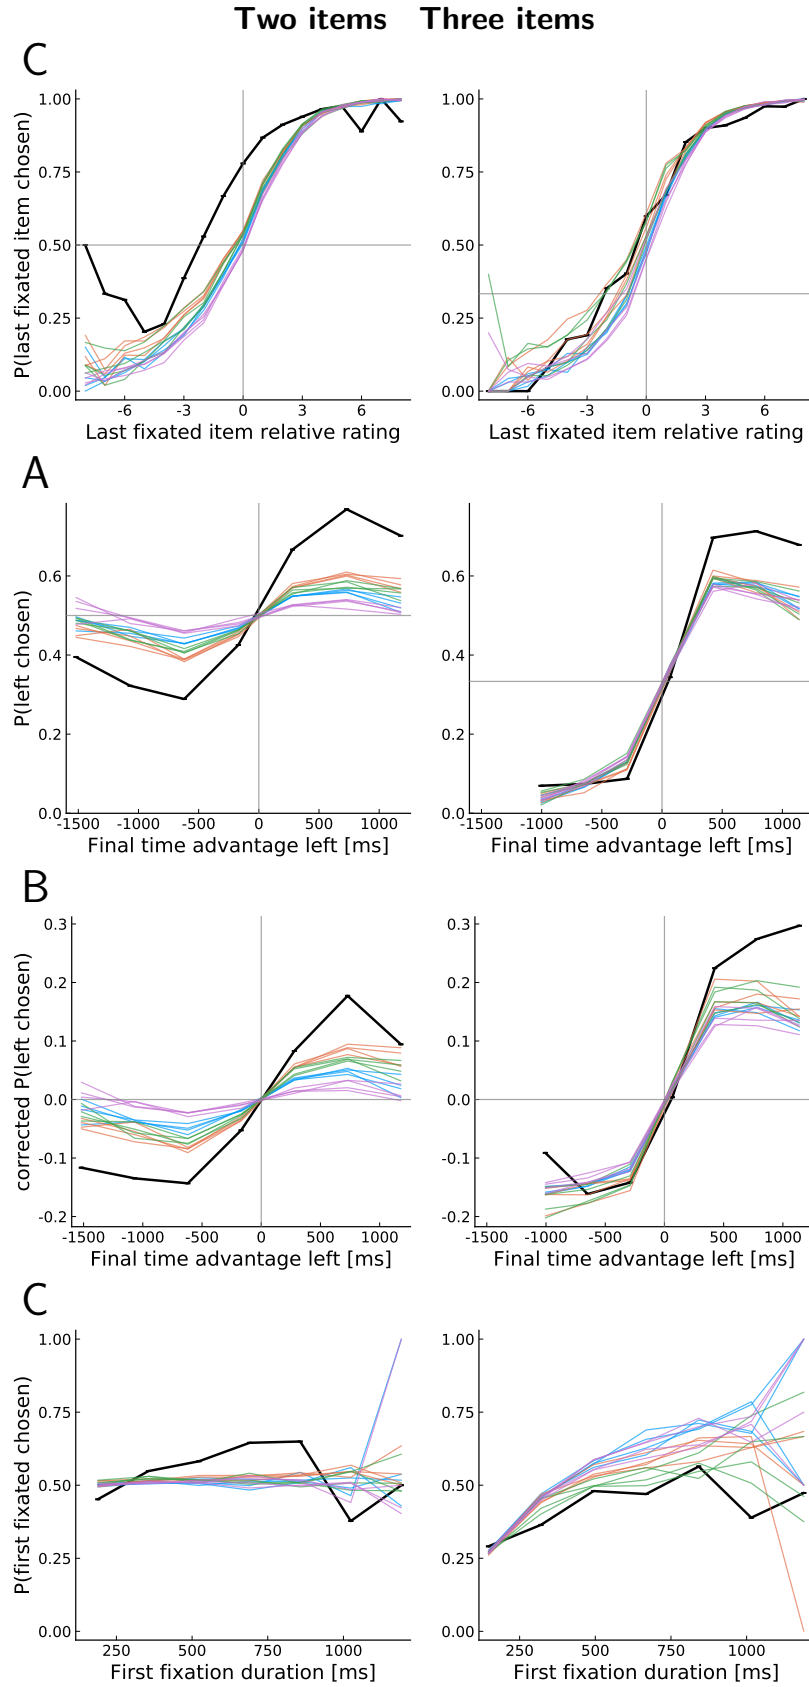 Two items Three items
C
P(last fixated item chosen)
1.00
0.75
0.50
0.25
0.00
-6 -3 0 3 6
Last fixated item relative rating
1.00
0.75
0.50
0.25
0.00
-6 -3 0 3 6
Last fixated item relative rating
A
P(left chosen)
0.6
0.4
0.2
0.0
-1500 -1000 -500 0 500 1000
Final time advantage left [ms]
0.6
0.4
0.2
0.0
-1500 -1000 -500 0 500 1000
Final time advantage left [ms]
B
corrected P(left chosen)
0.3
0.2
0.1
0.0
-0.1
-0.2
-1500 -1000 -500 0 500 1000
Final time advantage left [ms]
0.3
0.2
0.1
0.0
-0.1
-0.2
-1500 -1000 -500 0 500 1000
Final time advantage left [ms]
C
P(first fixated chosen)
1.00
0.75
0.50
0.25
0.00
250 500 750 1000
First fixation duration [ms]
1.00
0.75
0.50
0.25
0.00
250 500 750 1000
First fixation duration [ms]